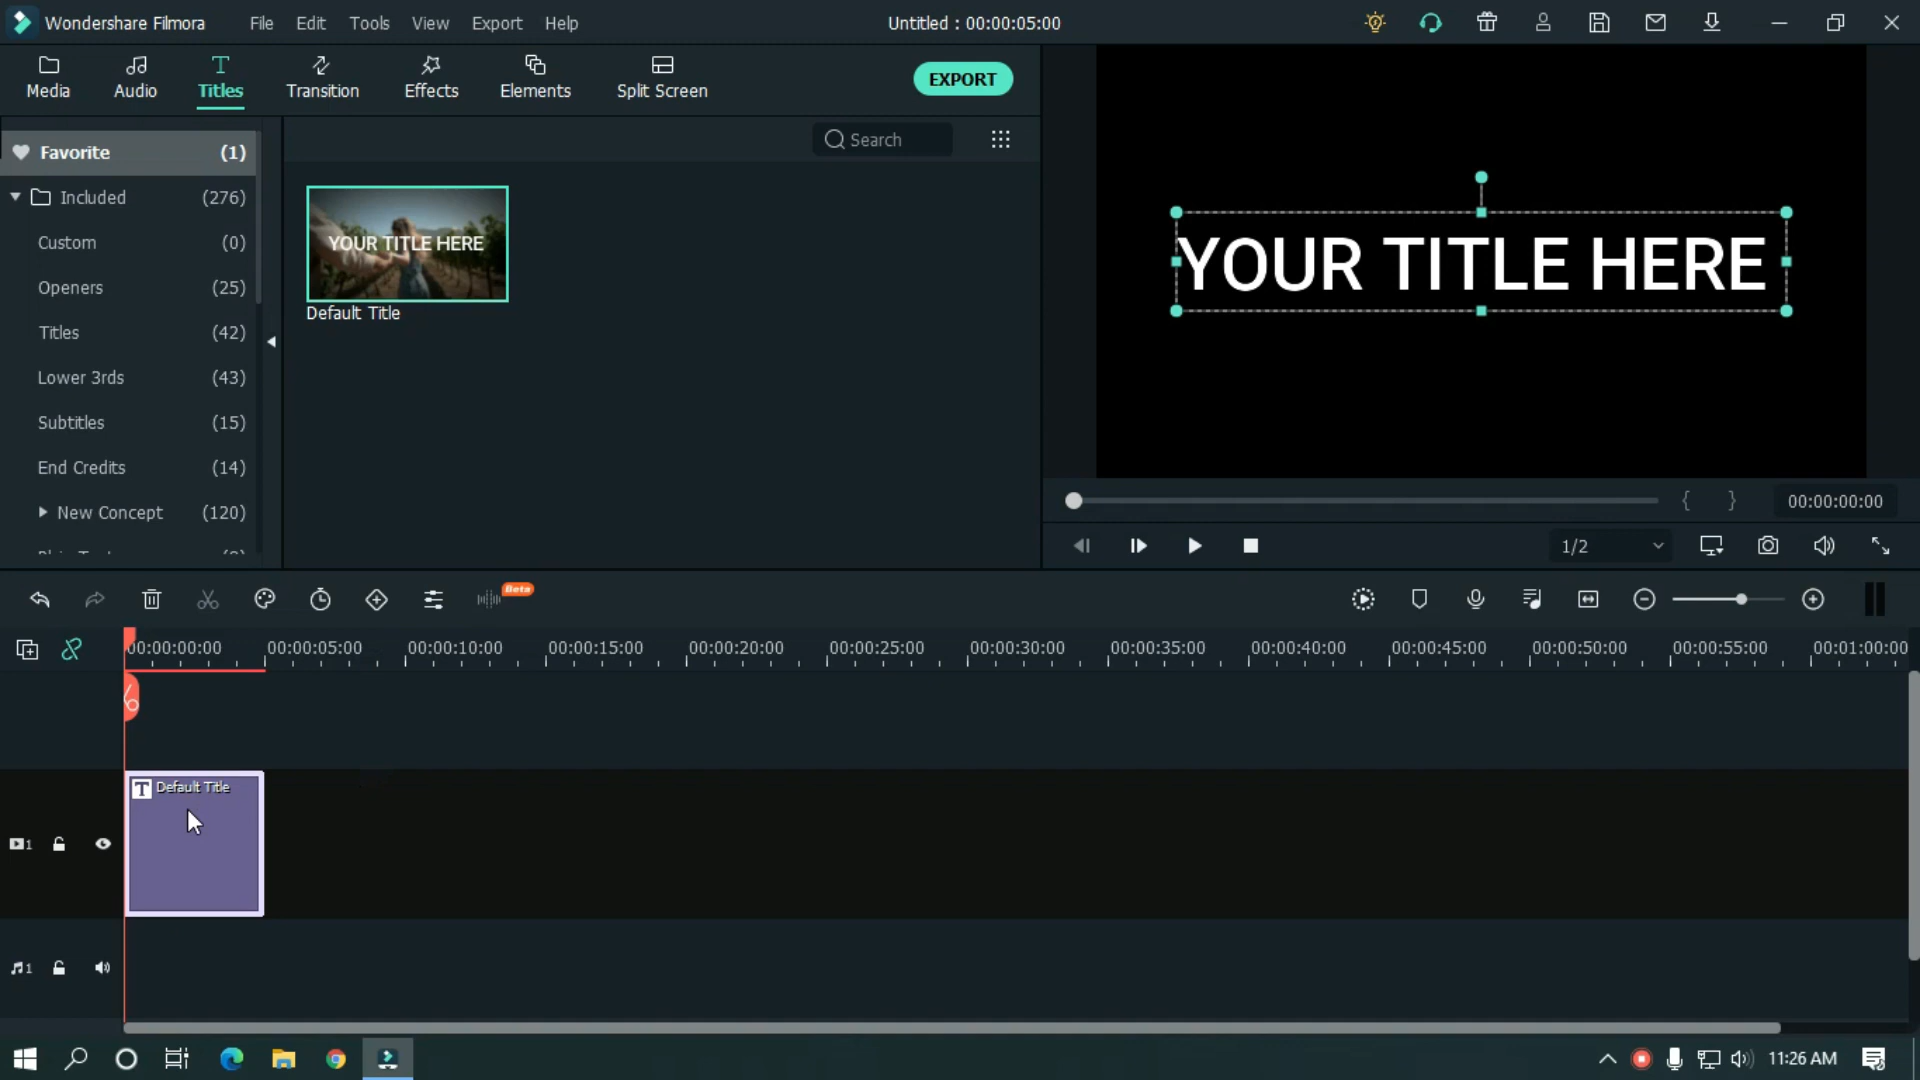 Wondershare Filmora
File Edit Tools View Export Help
Untitled : 00:00:05:00
Media Audio Titles Transition Effects Elements Split Screen
EXPORT
Favorite (1)
Search
Included (276)
Custom (0)
Openers (25)
Titles (42)
Lower 3rds (43)
Subtitles (15)
End Credits (14)
New Concept (120)
YOUR TITLE HERE
Default Title
YOUR TITLE HERE
{ } 00:00:00:00
1/2
Beta
00:00:00:00 00:00:05:00 00:00:10:00 00:00:15:00 00:00:20:00 00:00:25:00 00:00:30:00 00:00:35:00 00:00:40:00 00:00:45:00 00:00:50:00 00:00:55:00 00:01:00:00
T Default Title
1
1
11:26 AM